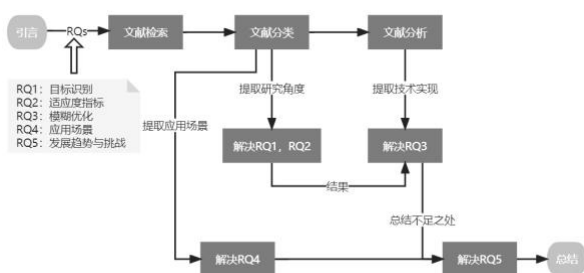 引言
RQs
文献检索
文献分类
文献分析
RQ1：目标识别
RQ2：适应度指标
RQ3：模糊优化
RQ4：应用场景
RQ5：发展趋势与挑战
提取应用场景
提取研究角度
提取技术实现
解决RQ1，RQ2
解决RQ3
结果
总结不足之处
解决RQ4
解决RQ5
总结